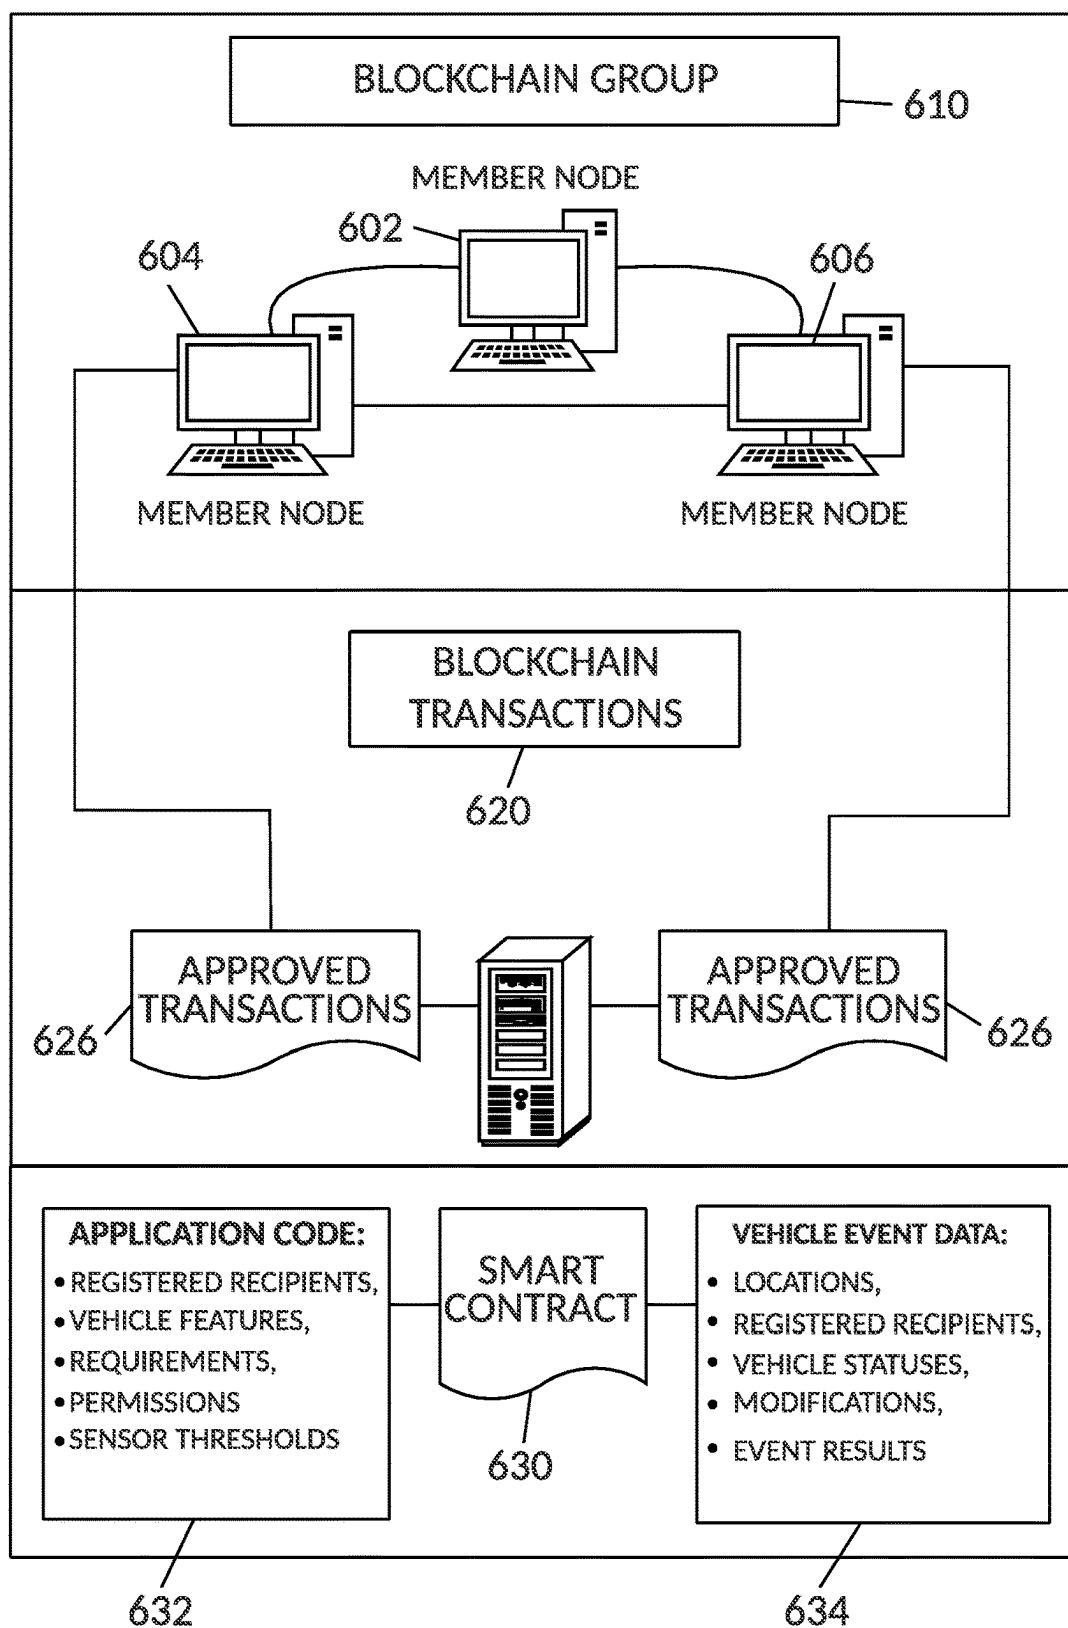 BLOCKCHAIN GROUP
610
MEMBER NODE
602
604
606
MEMBER NODE
MEMBER NODE
BLOCKCHAIN
TRANSACTIONS
620
APPROVED
TRANSACTIONS
626
APPROVED
TRANSACTIONS
626
APPLICATION CODE:
• REGISTERED RECIPIENTS,
• VEHICLE FEATURES,
• REQUIREMENTS,
• PERMISSIONS
• SENSOR THRESHOLDS
632
SMART
CONTRACT
630
VEHICLE EVENT DATA:
• LOCATIONS,
• REGISTERED RECIPIENTS,
• VEHICLE STATUSES,
• MODIFICATIONS,
• EVENT RESULTS
634